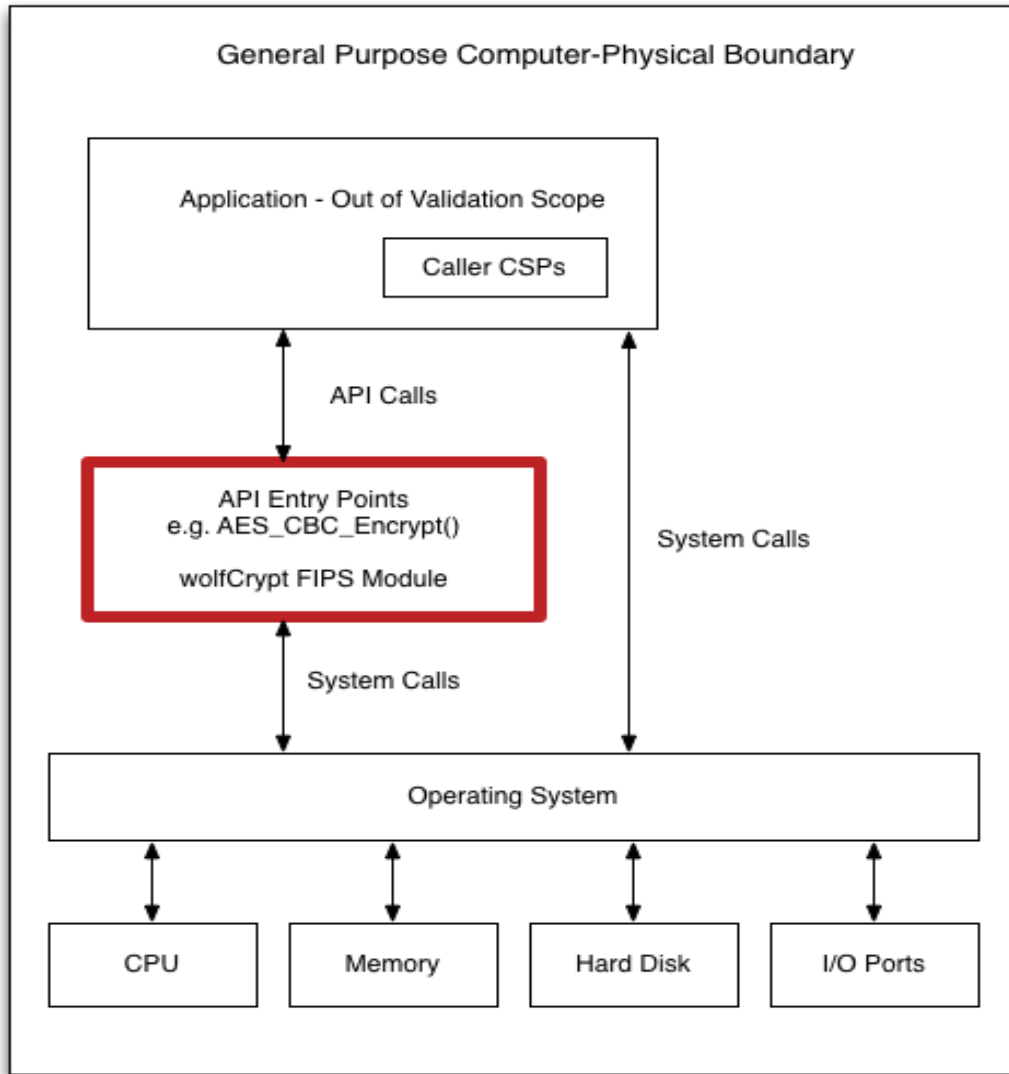 General Purpose Computer-Physical Boundary
Application - Out of Validation Scope
Caller CSPs
API Calls
API Entry Points
e.g. AES_CBC_Encrypt()
wolfCrypt FIPS Module
System Calls
System Calls
Operating System
CPU
Memory
Hard Disk
I/O Ports